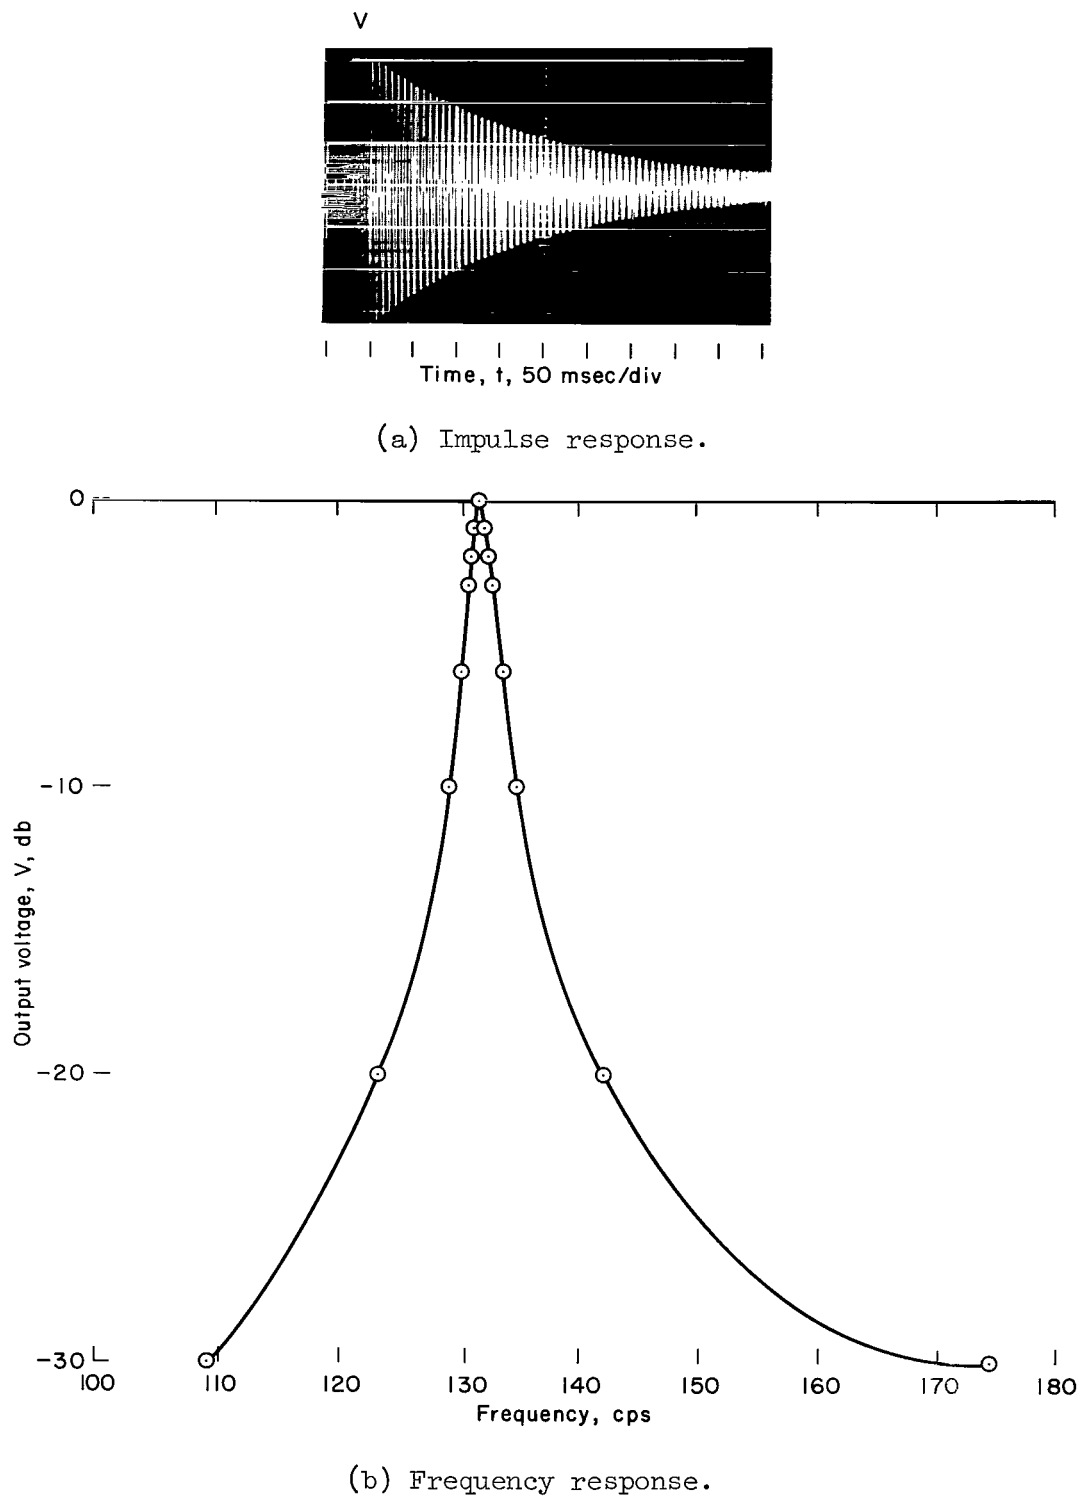 V
Time, t, 50 msec/div
(a) Impulse response.
0
-10
-20
-30
Output voltage, V, db
100 110 120 130 140 150 160 170 180
Frequency, cps
(b) Frequency response.